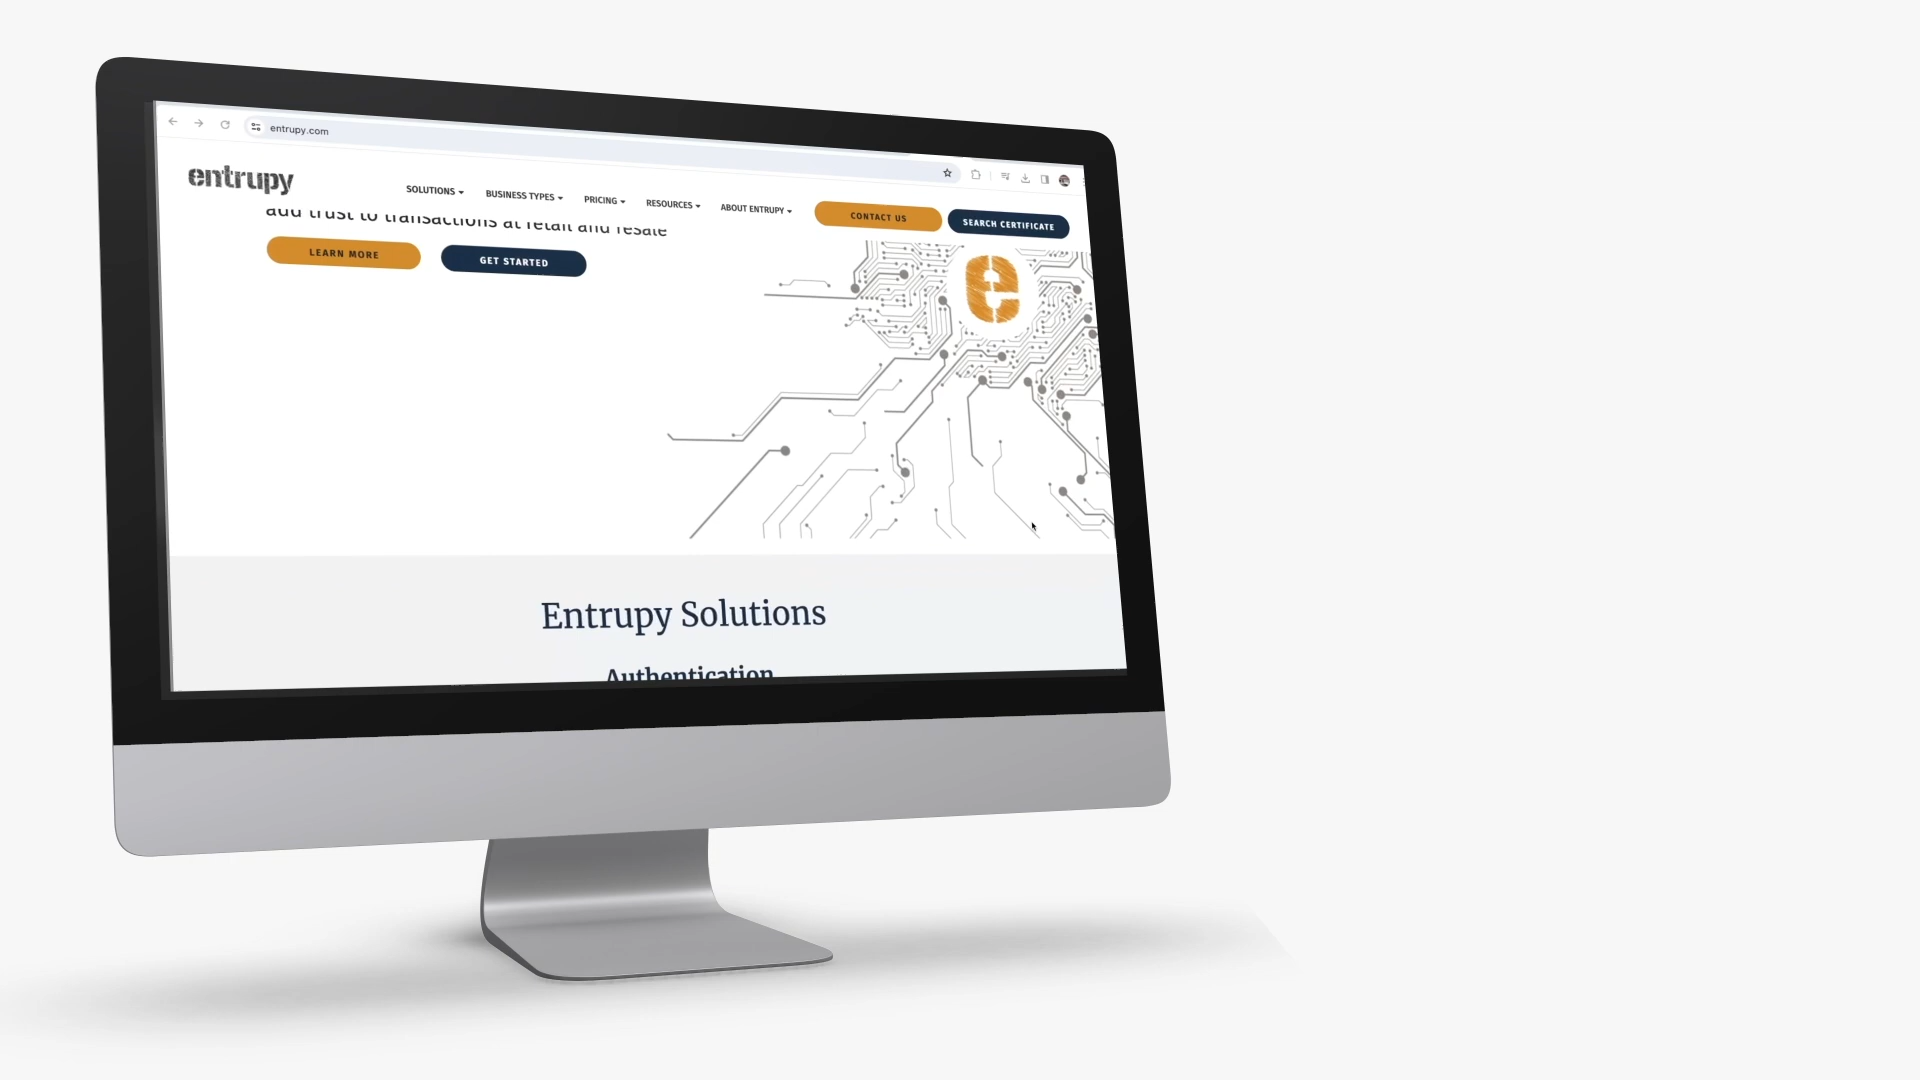 entrupy.com
entrupy
SOLUTIONS
BUSINESS TYPES
PRICING
RESOURCES
ABOUT ENTRUPY
CONTACT US
SEARCH CERTIFICATE
add trust to transactions at retail and resale
LEARN MORE
GET STARTED
e
Entrupy Solutions
Authentication